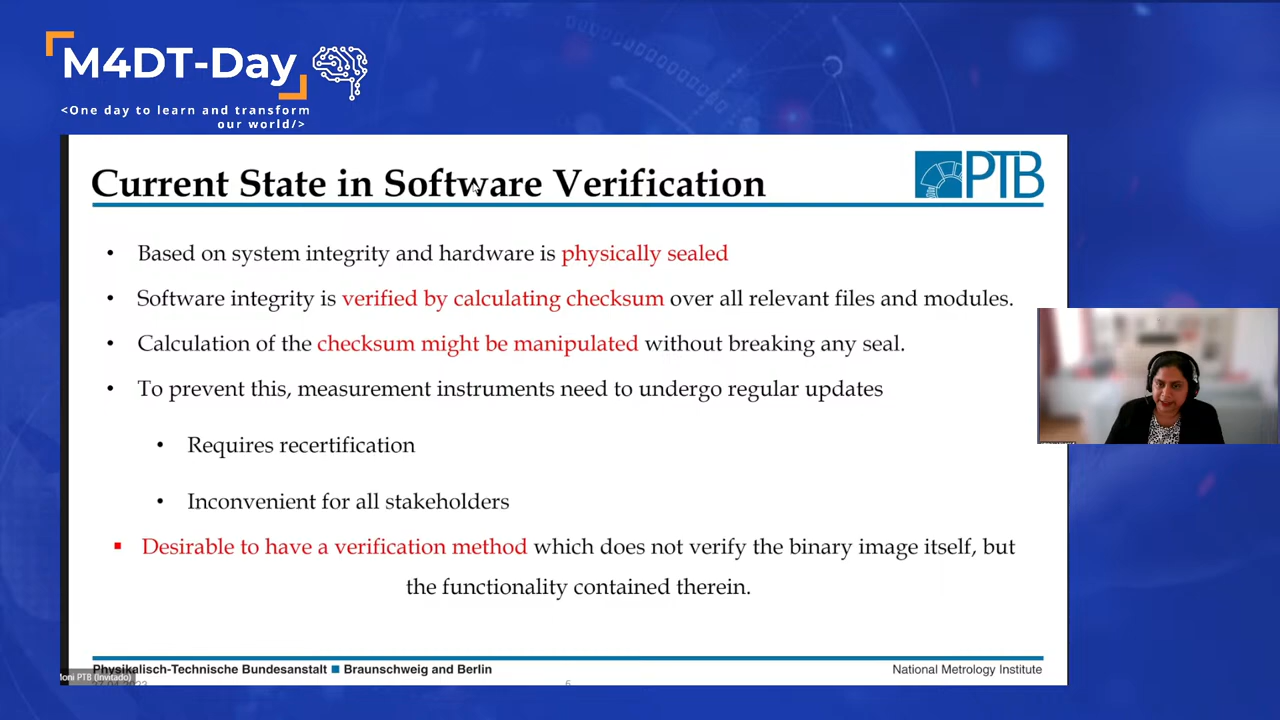 M4DT-Day
<One day to learn and transform
our world/>
Current State in Software Verification
PTB
• Based on system integrity and hardware is physically sealed
• Software integrity is verified by calculating checksum over all relevant files and modules.
• Calculation of the checksum might be manipulated without breaking any seal.
• To prevent this, measurement instruments need to undergo regular updates
• Requires recertification
• Inconvenient for all stakeholders
▪ Desirable to have a verification method which does not verify the binary image itself, but
the functionality contained therein.
Physikalisch-Technische Bundesanstalt ■ Braunschweig and Berlin
National Metrology Institute
PTB (Invitado)